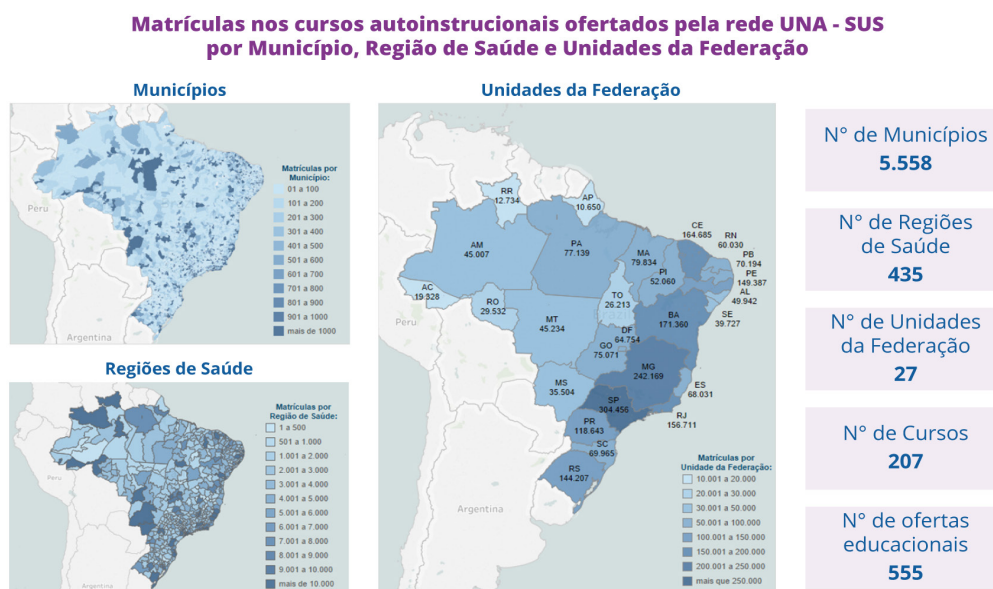 Matrículas nos cursos autoinstrucionais ofertados pela rede UNA - SUS
por Município, Região de Saúde e Unidades da Federação
Municípios
Peru
Argentina
Matrículas por
Município:
01 a 100
101 a 200
201 a 300
301 a 400
401 a 500
501 a 600
601 a 700
701 a 800
801 a 900
901 a 1000
mais de 1000
Regiões de Saúde
Peru
Argentina
Matrículas por
Região de Saúde:
1 a 500
501 a 1.000
1.001 a 2.000
2.001 a 3.000
3.001 a 4.000
4.001 a 5.000
5.001 a 6.000
6.001 a 7.000
7.001 a 8.000
8.001 a 9.000
9.001 a 10.000
mais de 10.000
Unidades da Federação
RR
12.734
AP
10.650
AM
45.007
PA
77.139
CE
164.685
RN
60.030
PB
70.194
PE
149.387
AL
49.942
SE
39.727
MA
79.834
PI
52.060
AC
19.328
RO
29.532
TO
26.213
MT
45.234
BA
171.360
DF
64.754
GO
75.071
MG
242.169
ES
68.031
MS
35.504
SP
304.456
RJ
156.711
PR
118.643
SC
69.965
RS
144.207
Peru
Argentina
Matrículas por
Unidade da Federação:
10.001 a 20.000
20.001 a 30.000
30.001 a 50.000
50.001 a 100.000
100.001 a 150.000
150.001 a 200.000
200.001 a 250.000
mais que 250.000
N° de Municípios
5.558
N° de Regiões
de Saúde
435
N° de Unidades
da Federação
27
N° de Cursos
207
N° de ofertas
educacionais
555